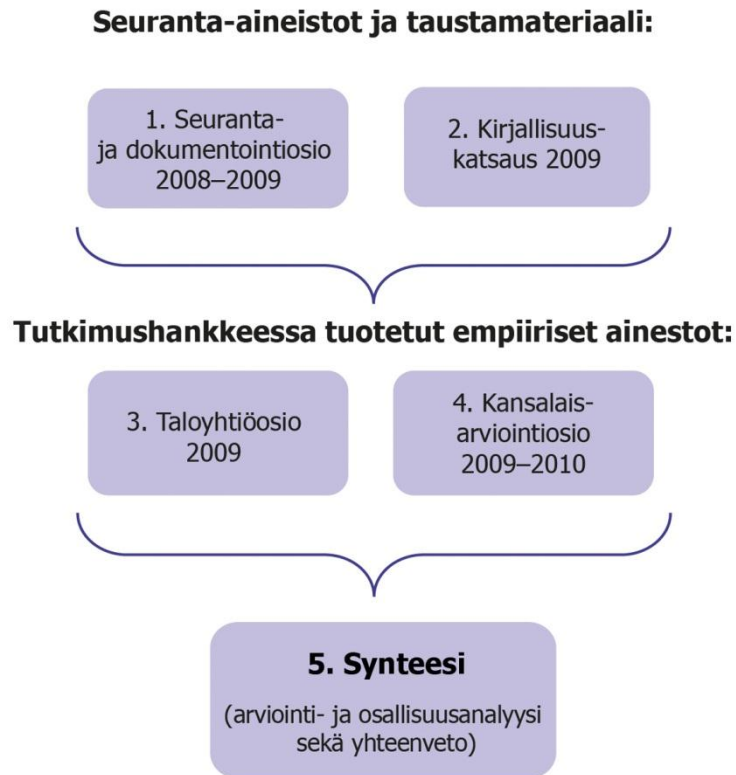 Seuranta-aineistot ja taustamateriaali:
1. Seuranta-
ja dokumentointiosio
2008–2009
2. Kirjallisuus-
katsaus 2009
Tutkimushankkeessa tuotetut empiiriset ainestot:
3. Taloyhtiöosio
2009
4. Kansalais-
arviointiosio
2009–2010
5. Synteesi
(arviointi- ja osallisuusanalyysi
sekä yhteenveto)